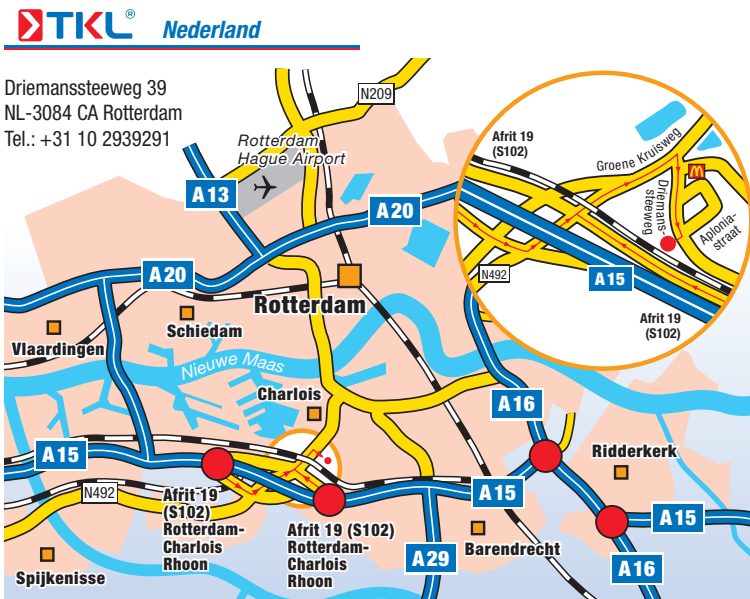 TKL® Nederland
Driemanssteeweg 39
NL-3084 CA Rotterdam
Tel.: +31 10 2939291
N209
Rotterdam
Hague Airport
A13
A20
A20
Rotterdam
Schiedam
Vlaardingen
Nieuwe Maas
Charlois
A15
N492
Afrit 19
(S102)
Rotterdam-
Charlois
Rhoon
Afrit 19 (S102)
Rotterdam-
Charlois
Rhoon
Spijkenisse
A29
A15
Barendrecht
A16
Ridderkerk
A15
A16
Afrit 19
(S102)
Groene Kruisweg
M
Driemans-
steeweg
Aplonia-
straat
N492
A15
Afrit 19
(S102)